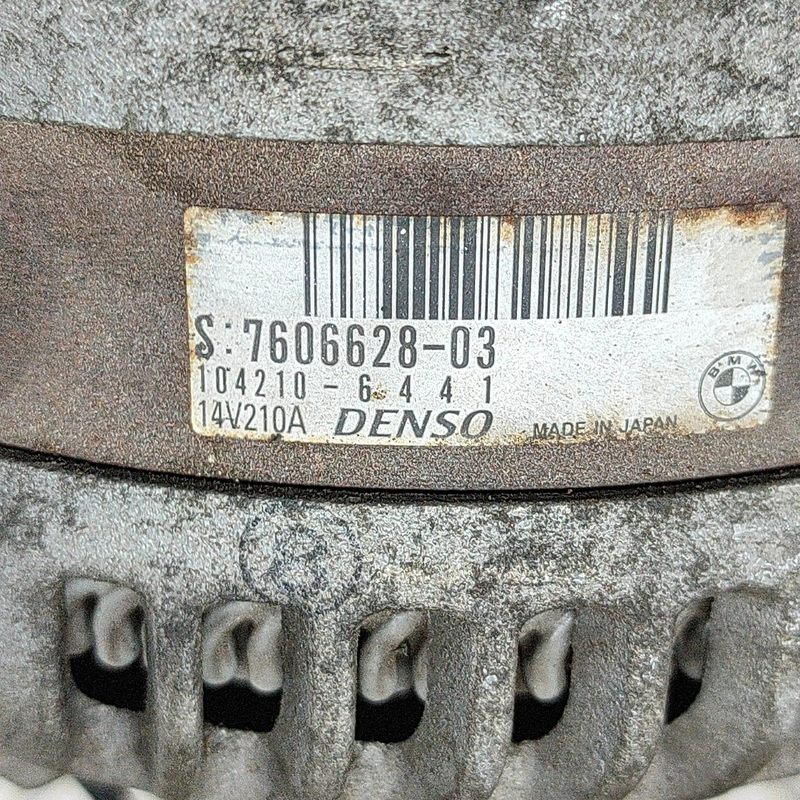 S:7606628-03
104210-6441
14V210A DENSO MADE IN JAPAN
BMW